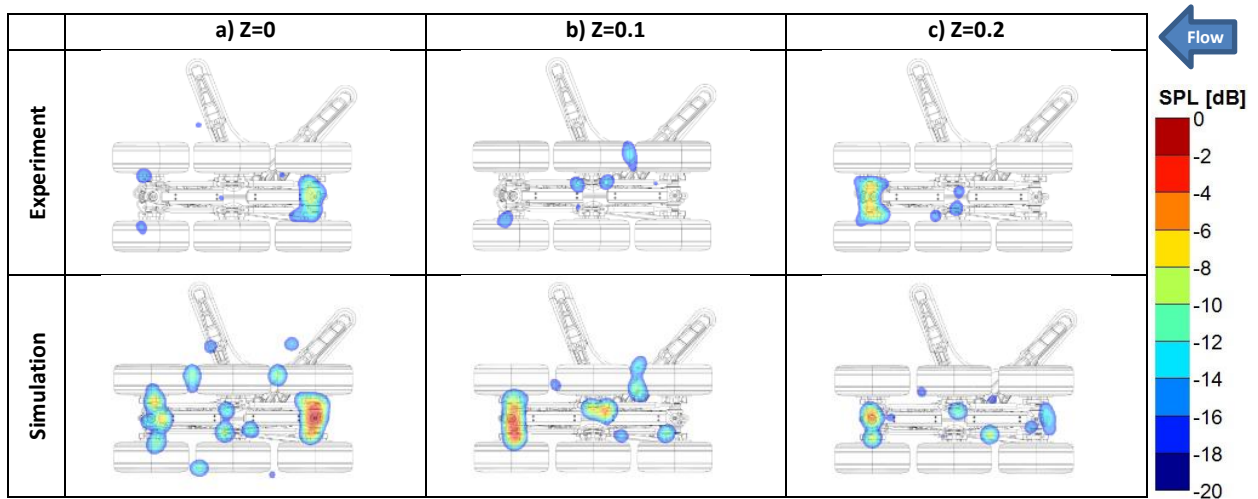 a) Z=0 b) Z=0.1 c) Z=0.2
Flow
Experiment
Simulation
SPL [dB]
0
-2
-4
-6
-8
-10
-12
-14
-16
-18
-20